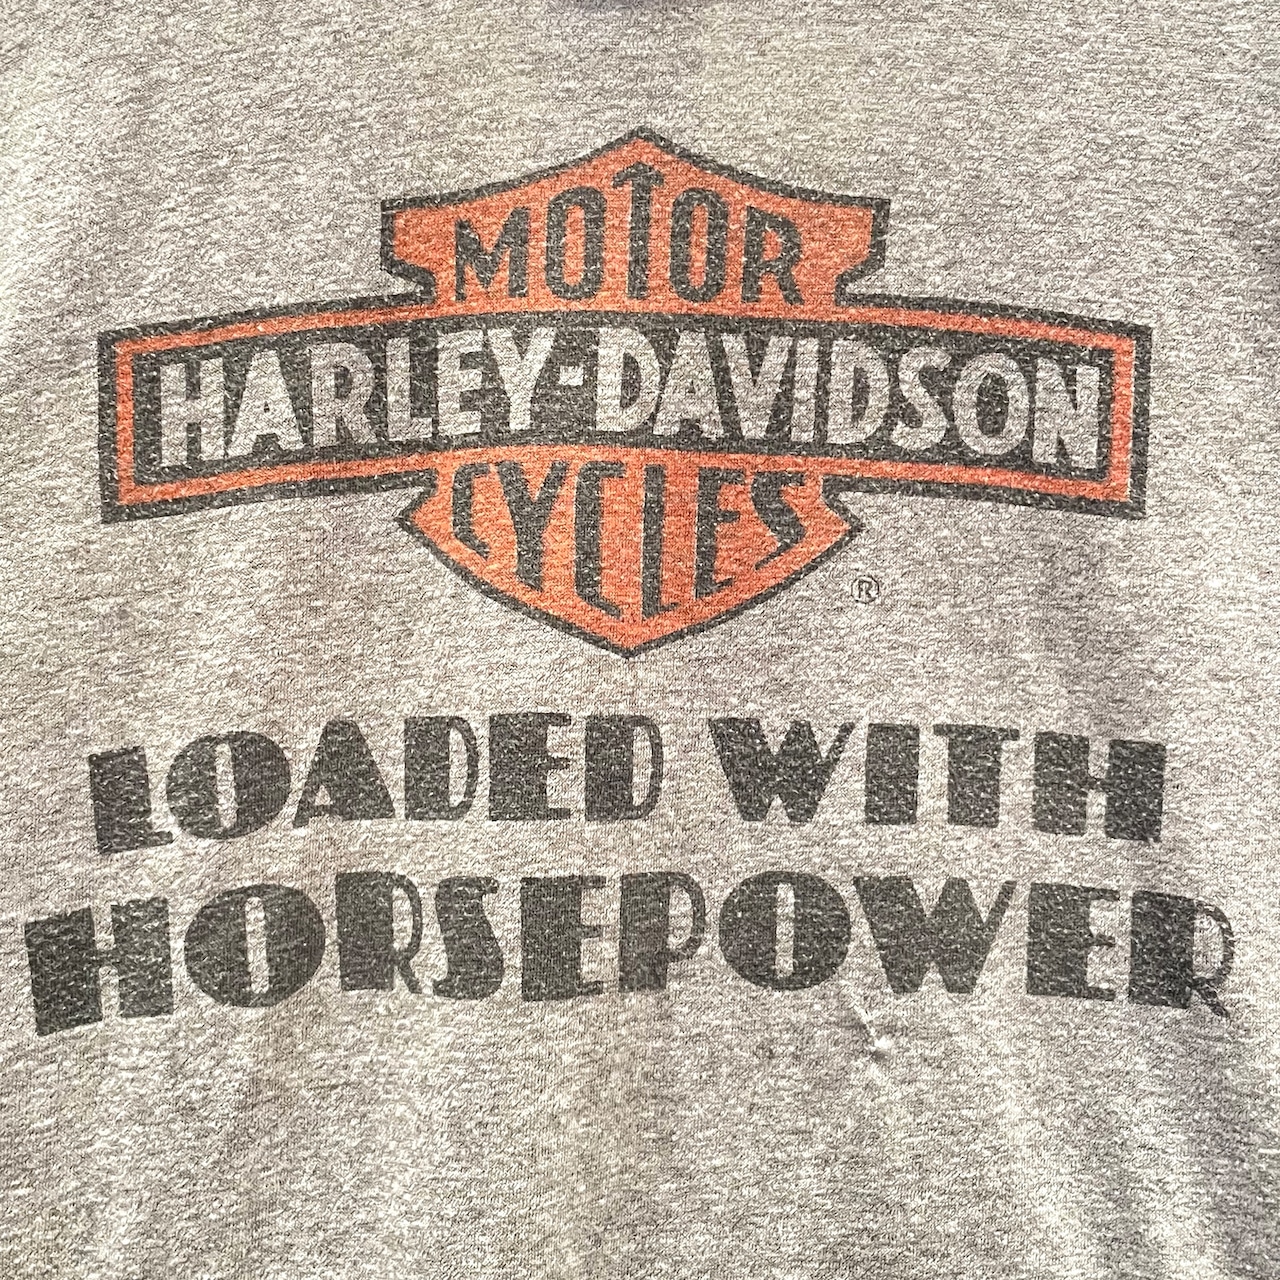 MOTOR
HARLEY-DAVIDSON
CYCLES
®
LOADED WITH
HORSEPOWER